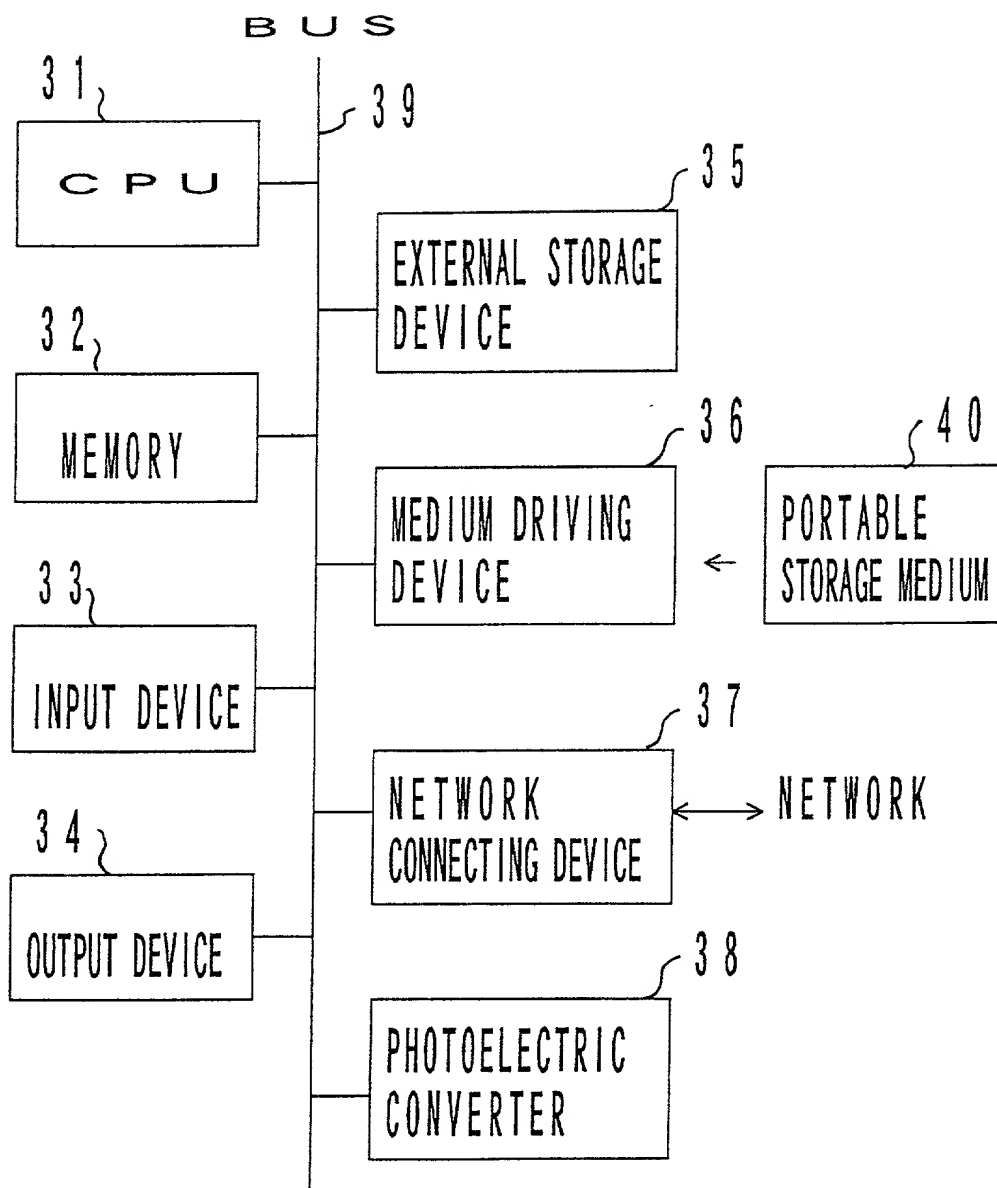 BUS
31
CPU
39
35
EXTERNAL STORAGE
DEVICE
32
MEMORY
36
MEDIUM DRIVING
DEVICE
40
PORTABLE
STORAGE MEDIUM
33
INPUT DEVICE
37
NETWORK
CONNECTING DEVICE
NETWORK
34
OUTPUT DEVICE
38
PHOTOELECTRIC
CONVERTER